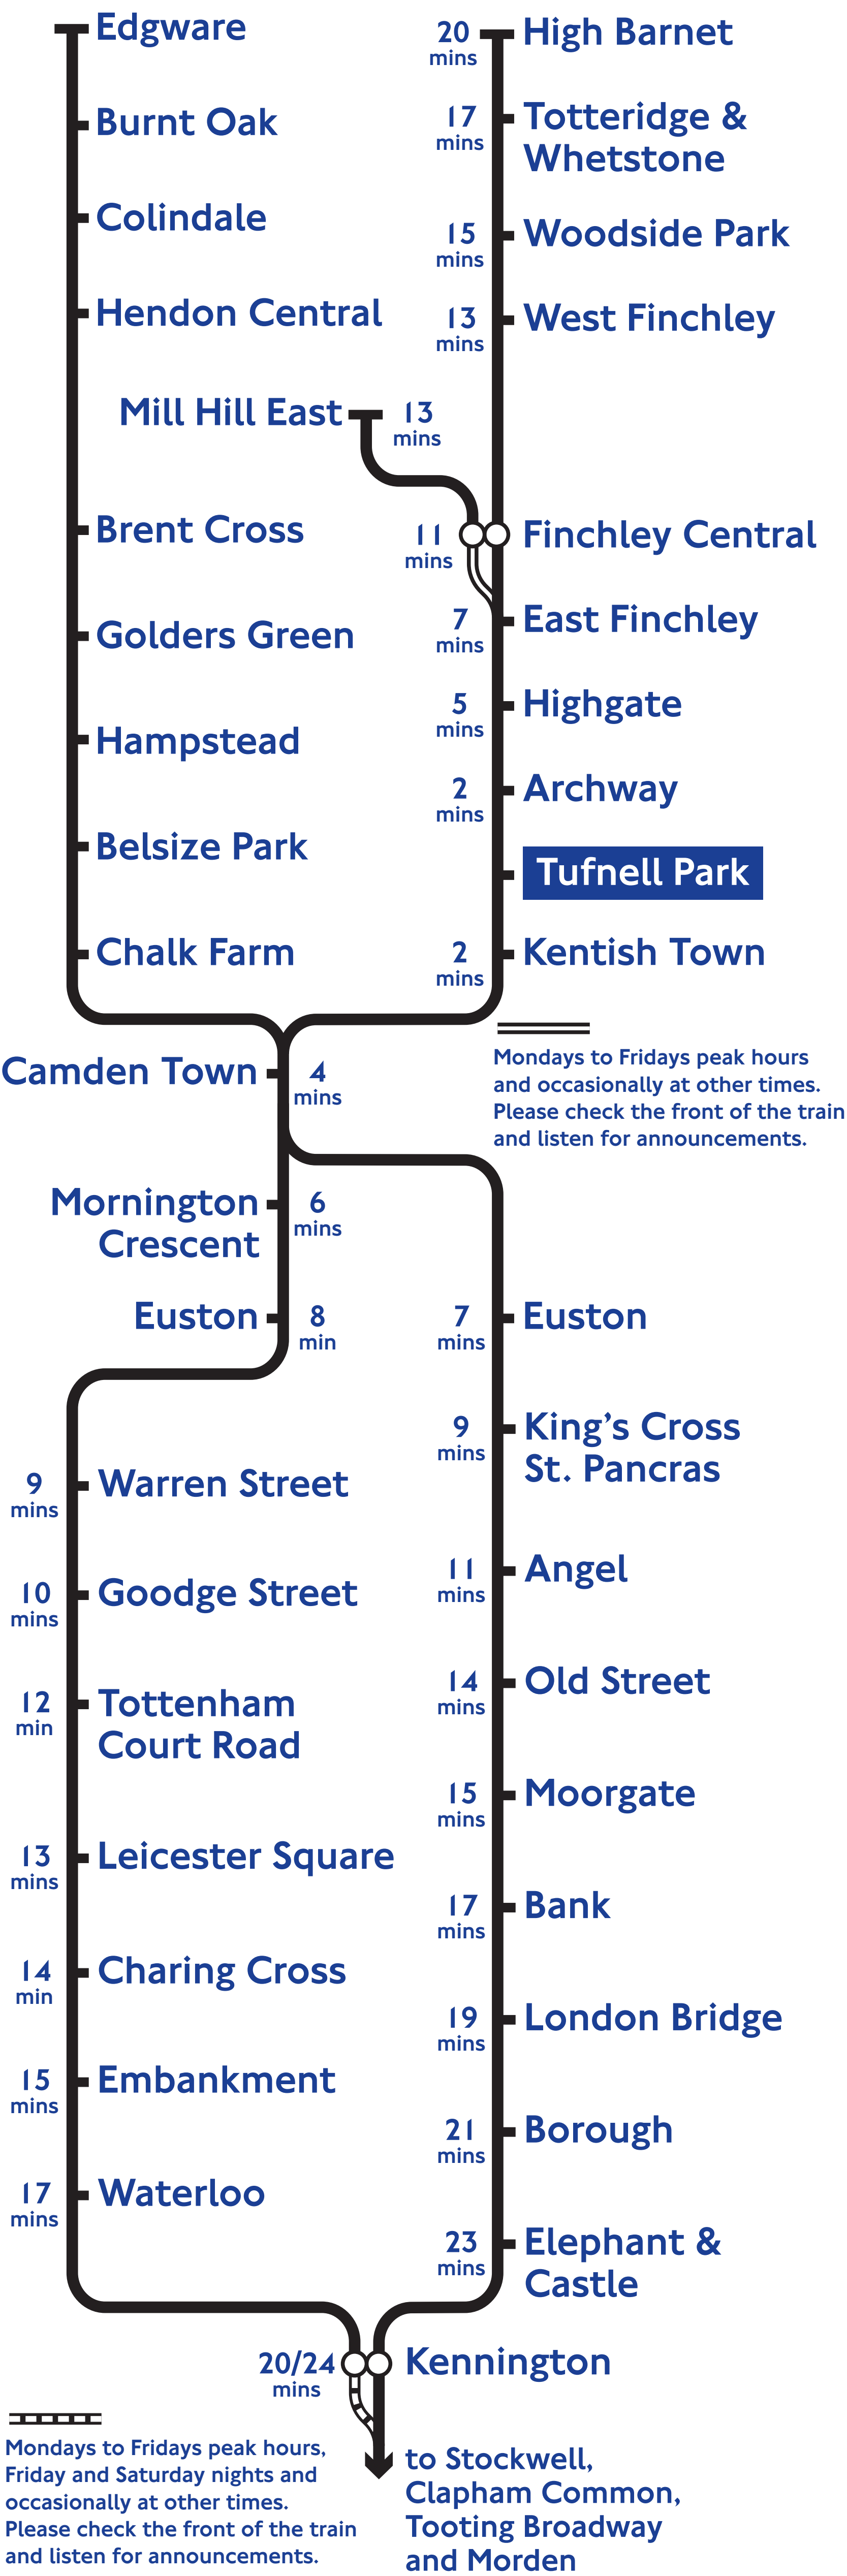 Edgware
Burnt Oak
Colindale
Hendon Central
Mill Hill East
13
mins
Brent Cross
Golders Green
Hampstead
Belsize Park
Chalk Farm
20
mins
High Barnet
17
mins
Totteridge &
Whetstone
15
mins
Woodside Park
13
mins
West Finchley
11
mins
Finchley Central
7
mins
East Finchley
5
mins
Highgate
2
mins
Archway
Tufnell Park
2
mins
Kentish Town
Mondays to Fridays peak hours
and occasionally at other times.
Please check the front of the train
and listen for announcements.
Camden Town
4
mins
Mornington
Crescent
6
mins
Euston
8
min
9
mins
Warren Street
10
mins
Goodge Street
12
min
Tottenham
Court Road
13
mins
Leicester Square
14
min
Charing Cross
15
mins
Embankment
17
mins
Waterloo
7
mins
Euston
9
mins
King's Cross
St. Pancras
11
mins
Angel
14
mins
Old Street
15
mins
Moorgate
17
mins
Bank
19
mins
London Bridge
21
mins
Borough
23
mins
Elephant &
Castle
20/24
mins
Kennington
Mondays to Fridays peak hours,
Friday and Saturday nights and
occasionally at other times.
Please check the front of the train
and listen for announcements.
to Stockwell,
Clapham Common,
Tooting Broadway
and Morden